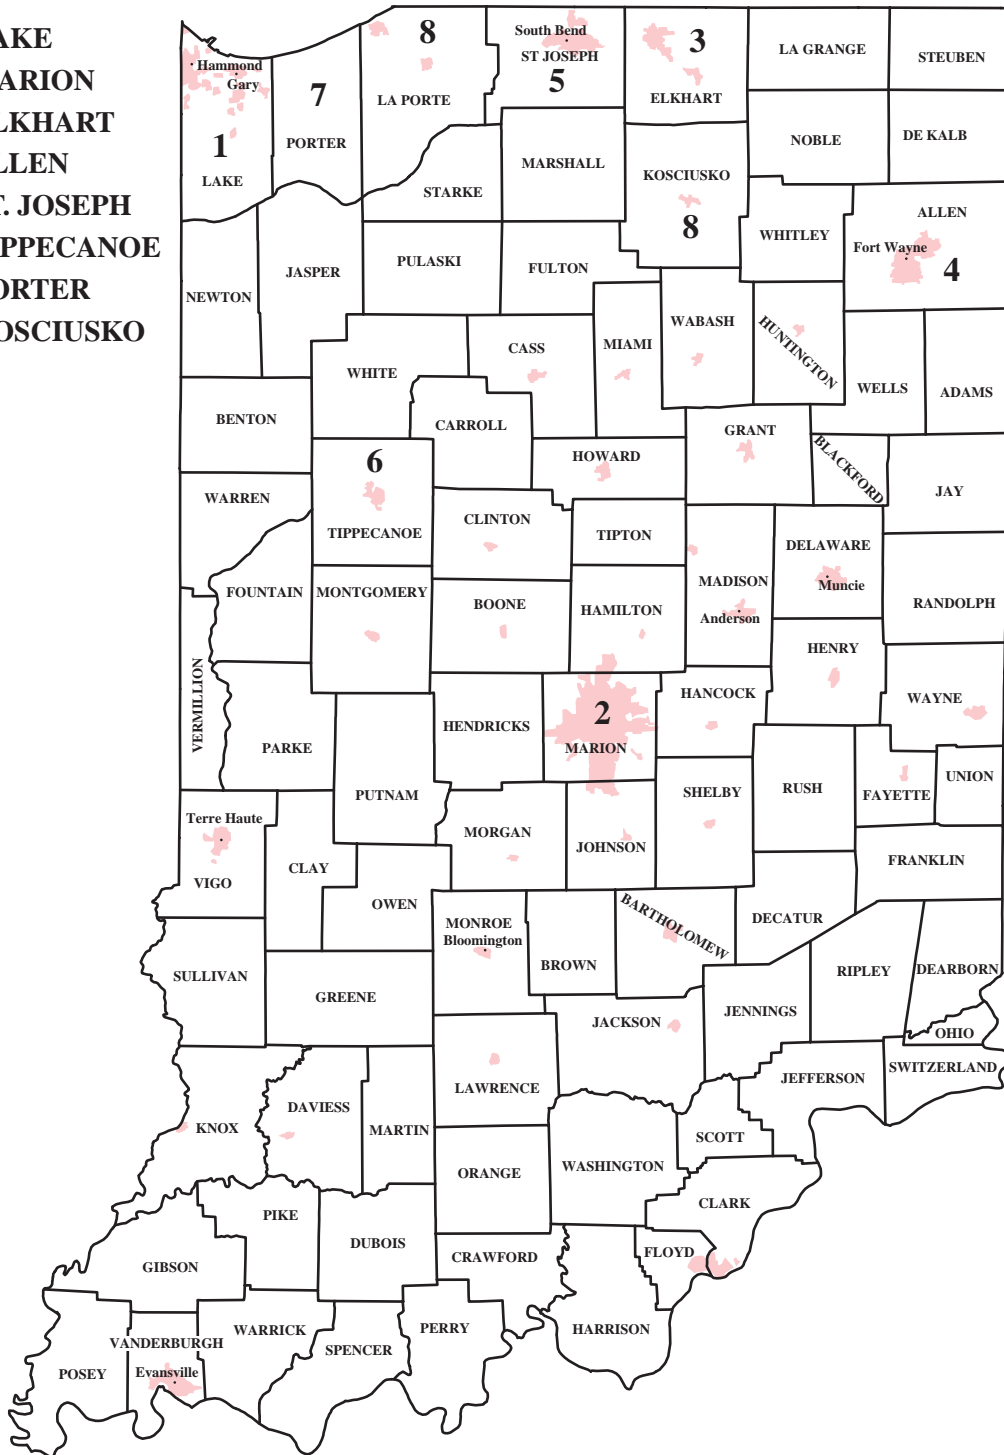 AKE
ARION
LKHART
LLEN
T. JOSEPH
PPECANOE
ORTER
OSCIUSKO
8
South Bend
ST JOSEPH
5
3
ELKHART
LA GRANGE
STEUBEN
Hammond
Gary
7
LA PORTE
PORTER
1
LAKE
STARKE
MARSHALL
KOSCIUSKO
8
NOBLE
DE KALB
WHITLEY
ALLEN
Fort Wayne
4
NEWTON
JASPER
PULASKI
FULTON
WHITE
CASS
MIAMI
WABASH
HUNTINGTON
WELLS
ADAMS
BENTON
CARROLL
HOWARD
GRANT
BLACKFORD
JAY
WARREN
6
TIPPECANOE
CLINTON
TIPTON
MADISON
Anderson
DELAWARE
Muncie
RANDOLPH
FOUNTAIN
MONTGOMERY
BOONE
HAMILTON
HENRY
WAYNE
VERMILLION
PARKE
PUTNAM
HENDRICKS
2
MARION
HANCOCK
SHELBY
RUSH
FAYETTE
UNION
Terre Haute
VIGO
CLAY
MORGAN
JOHNSON
FRANKLIN
OWEN
MONROE
Bloomington
BROWN
BARTHOLOMEW
DECATUR
SULLIVAN
GREENE
JACKSON
JENNINGS
RIPLEY
DEARBORN
OHIO
SWITZERLAND
JEFFERSON
KNOX
DAVIESS
MARTIN
LAWRENCE
SCOTT
ORANGE
WASHINGTON
CLARK
PIKE
DUBOIS
CRAWFORD
FLOYD
GIBSON
HARRISON
PERRY
WARRICK
SPENCER
VANDERBURGH
Evansville
POSEY